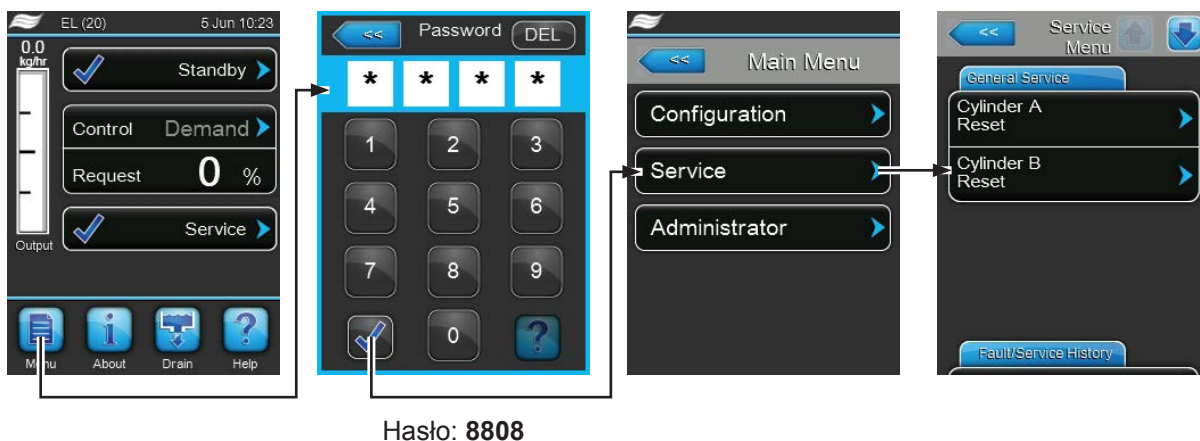 EL (20) 5 Jun 10:23
0.0
kg/hr
Standby
Control Demand
Request 0 %
Service
Output
Menu About Drain Help
<< Password DEL
* * * *
1 2 3
4 5 6
7 8 9
0 ?
Hasło: 8808
<< Main Menu
Configuration
Service
Administrator
<< Service
Menu
General Service
Cylinder A
Reset
Cylinder B
Reset
Fault/Service History